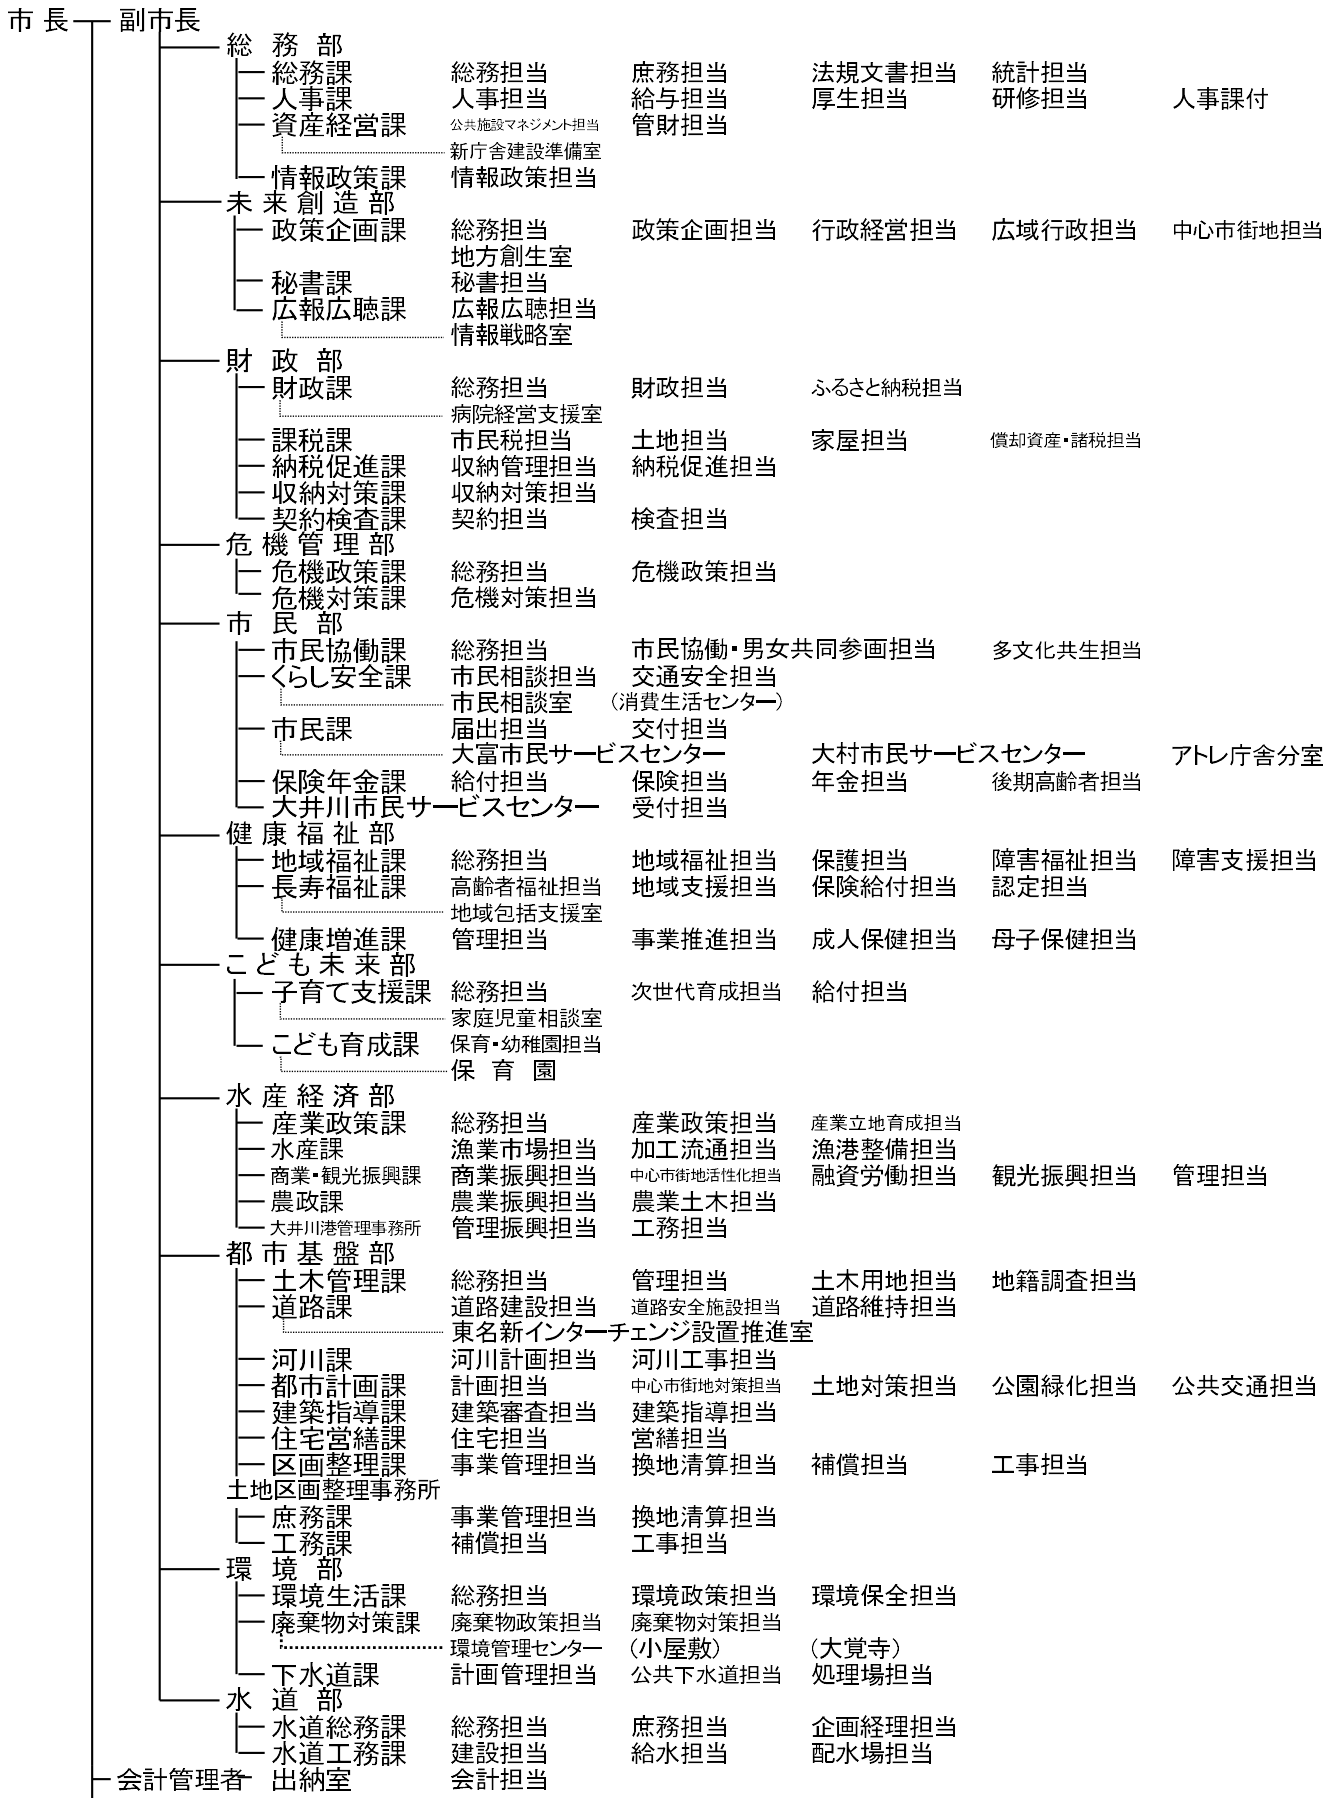 市長 副市長
総務部
総務課 総務担当 庶務担当 法規文書担当 統計担当
人事課 人事担当 給与担当 厚生担当 研修担当 人事課付
資産経営課 公共施設マネジメント担当 管財担当
新庁舎建設準備室
情報政策課 情報政策担当
未来創造部
政策企画課 総務担当 政策企画担当 行政経営担当 広域行政担当 中心市街地担当
地方創生室
秘書課 秘書担当
広報広聴課 広報広聴担当
情報戦略室
財政部
財政課 総務担当 財政担当 ふるさと納税担当
病院経営支援室
課税課 市民税担当 土地担当 家屋担当 償却資産・諸税担当
納税促進課 収納管理担当 納税促進担当
収納対策課 収納対策担当
契約検査課 契約担当 検査担当
危機管理部
危機政策課 総務担当 危機政策担当
危機対策課 危機対策担当
市民部
市民協働課 総務担当 市民協働・男女共同参画担当 多文化共生担当
くらし安全課 市民相談担当 交通安全担当
市民相談室 (消費生活センター)
市民課 届出担当 交付担当
大富市民サービスセンター 大村市民サービスセンター アトレ庁舎分室
保険年金課 給付担当 保険担当 年金担当 後期高齢者担当
大井川市民サービスセンター 受付担当
健康福祉部
地域福祉課 総務担当 地域福祉担当 保護担当 障害福祉担当 障害支援担当
長寿福祉課 高齢者福祉担当 地域支援担当 保険給付担当 認定担当
地域包括支援室
健康増進課 管理担当 事業推進担当 成人保健担当 母子保健担当
こども未来部
子育て支援課 総務担当 次世代育成担当 給付担当
家庭児童相談室
こども育成課 保育・幼稚園担当
保育園
水産経済部
産業政策課 総務担当 産業政策担当 産業立地育成担当
水産課 漁業市場担当 加工流通担当 漁港整備担当
商業・観光振興課 商業振興担当 中心市街地活性化担当 融資労働担当 観光振興担当 管理担当
農政課 農業振興担当 農業土木担当
大井川港管理事務所 管理振興担当 工務担当
都市基盤部
土木管理課 総務担当 管理担当 土木用地担当 地籍調査担当
道路課 道路建設担当 道路安全施設担当 道路維持担当
東名新インターチェンジ設置推進室
河川課 河川計画担当 河川工事担当
都市計画課 計画担当 中心市街地対策担当 土地対策担当 公園緑化担当 公共交通担当
建築指導課 建築審査担当 建築指導担当
住宅営繕課 住宅担当 営繕担当
区画整理課 事業管理担当 換地清算担当 補償担当 工事担当
土地区画整理事務所
庶務課 事業管理担当 換地清算担当
工務課 補償担当 工事担当
環境部
環境生活課 総務担当 環境政策担当 環境保全担当
廃棄物対策課 廃棄物政策担当 廃棄物対策担当
環境管理センター (小屋敷) (大覚寺)
下水道課 計画管理担当 公共下水道担当 処理場担当
水道部
水道総務課 総務担当 庶務担当 企画経理担当
水道工務課 建設担当 給水担当 配水場担当
会計管理者 出納室 会計担当